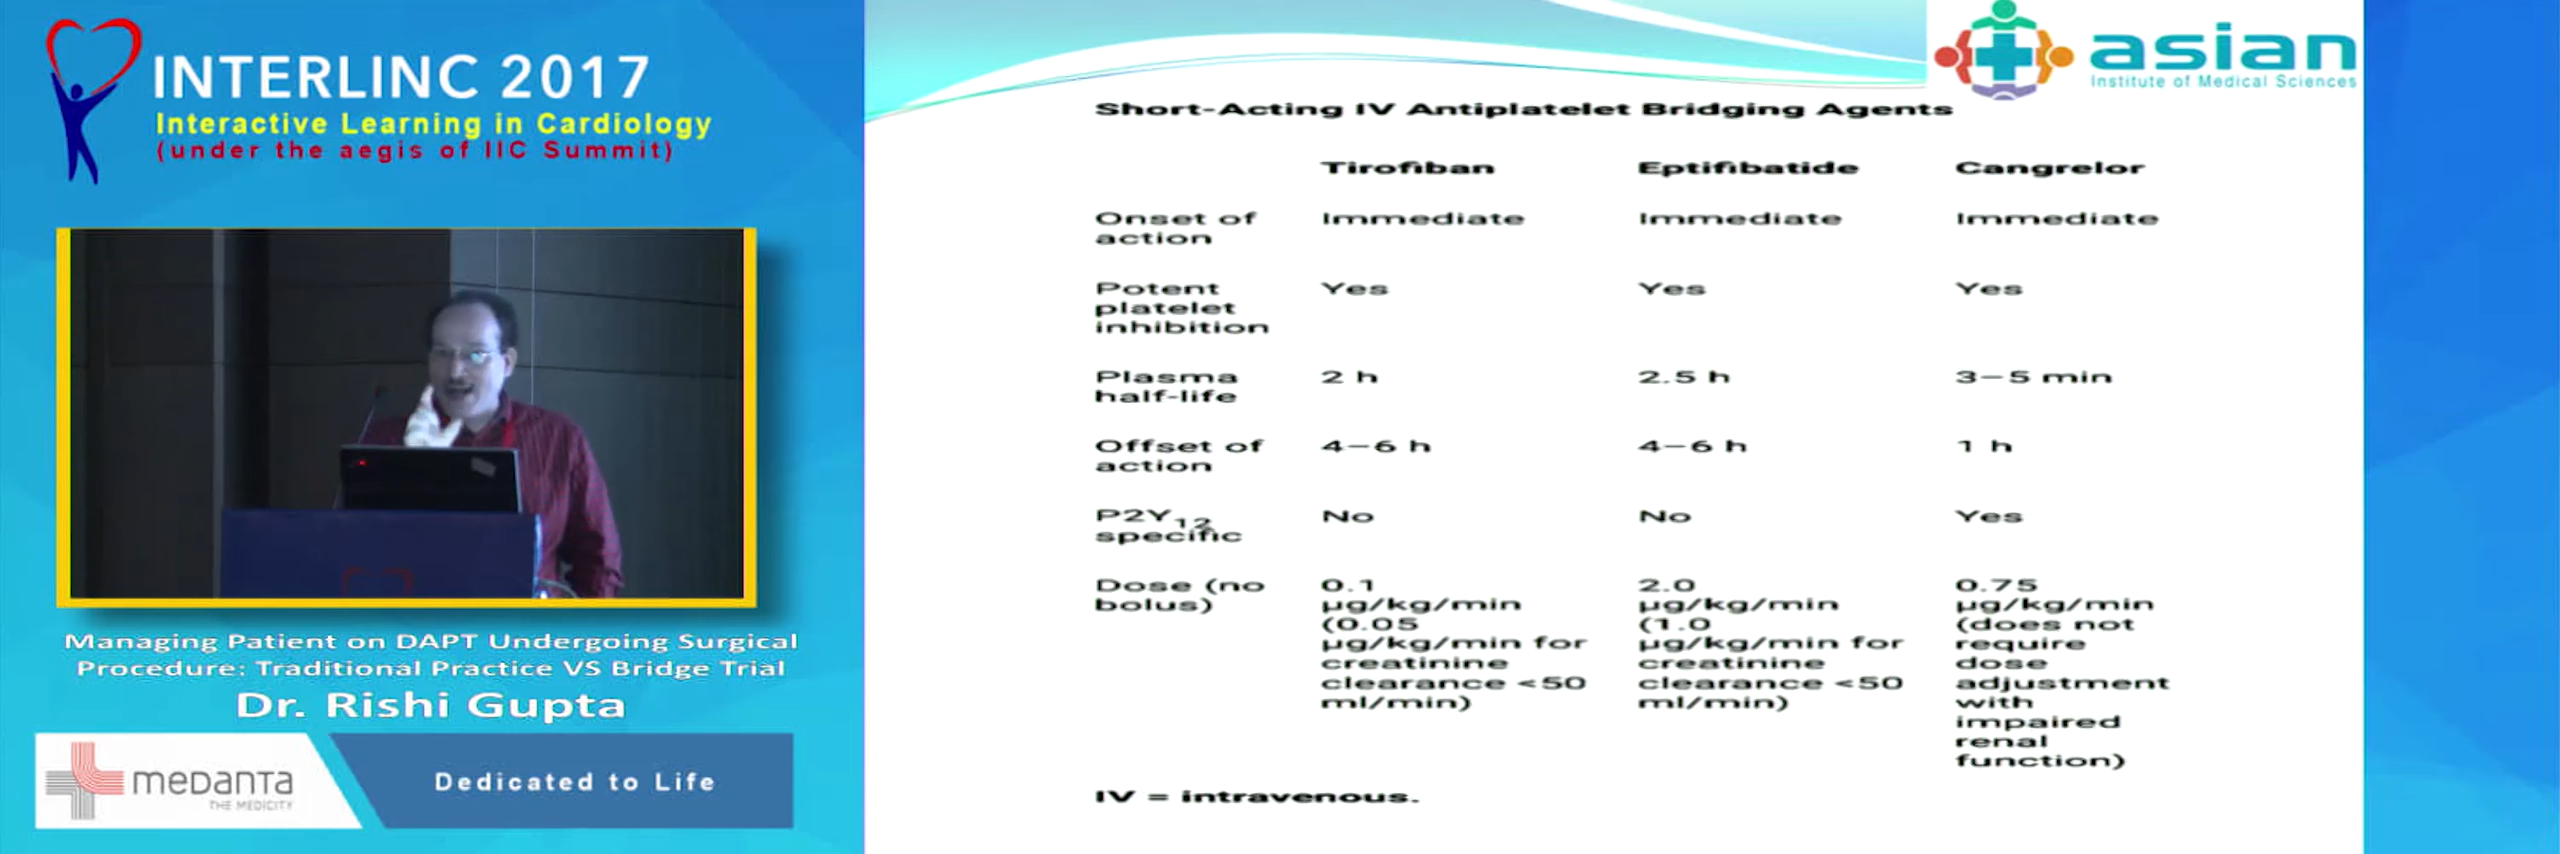 INTERLINC 2017
Interactive Learning in Cardiology
(under the aegis of IIC Summit)
Managing Patient on DAPT Undergoing Surgical
Procedure: Traditional Practice VS Bridge Trial
Dr. Rishi Gupta
medanta
THE MEDICITY
Dedicated to Life
asian
Institute of Medical Sciences
Short-Acting IV Antiplatelet Bridging Agents
Tirofiban Eptifibatide Cangrelor
Onset of action Immediate Immediate Immediate
Potent platelet inhibition Yes Yes Yes
Plasma half-life 2 h 2.5 h 3–5 min
Offset of action 4–6 h 4–6 h 1 h
P2Y12 specific No No Yes
Dose (no bolus) 0.1 µg/kg/min (0.05 µg/kg/min for creatinine clearance <50 ml/min) 2.0 µg/kg/min (1.0 µg/kg/min for creatinine clearance <50 ml/min) 0.75 µg/kg/min (does not require dose adjustment with impaired renal function)
IV = intravenous.